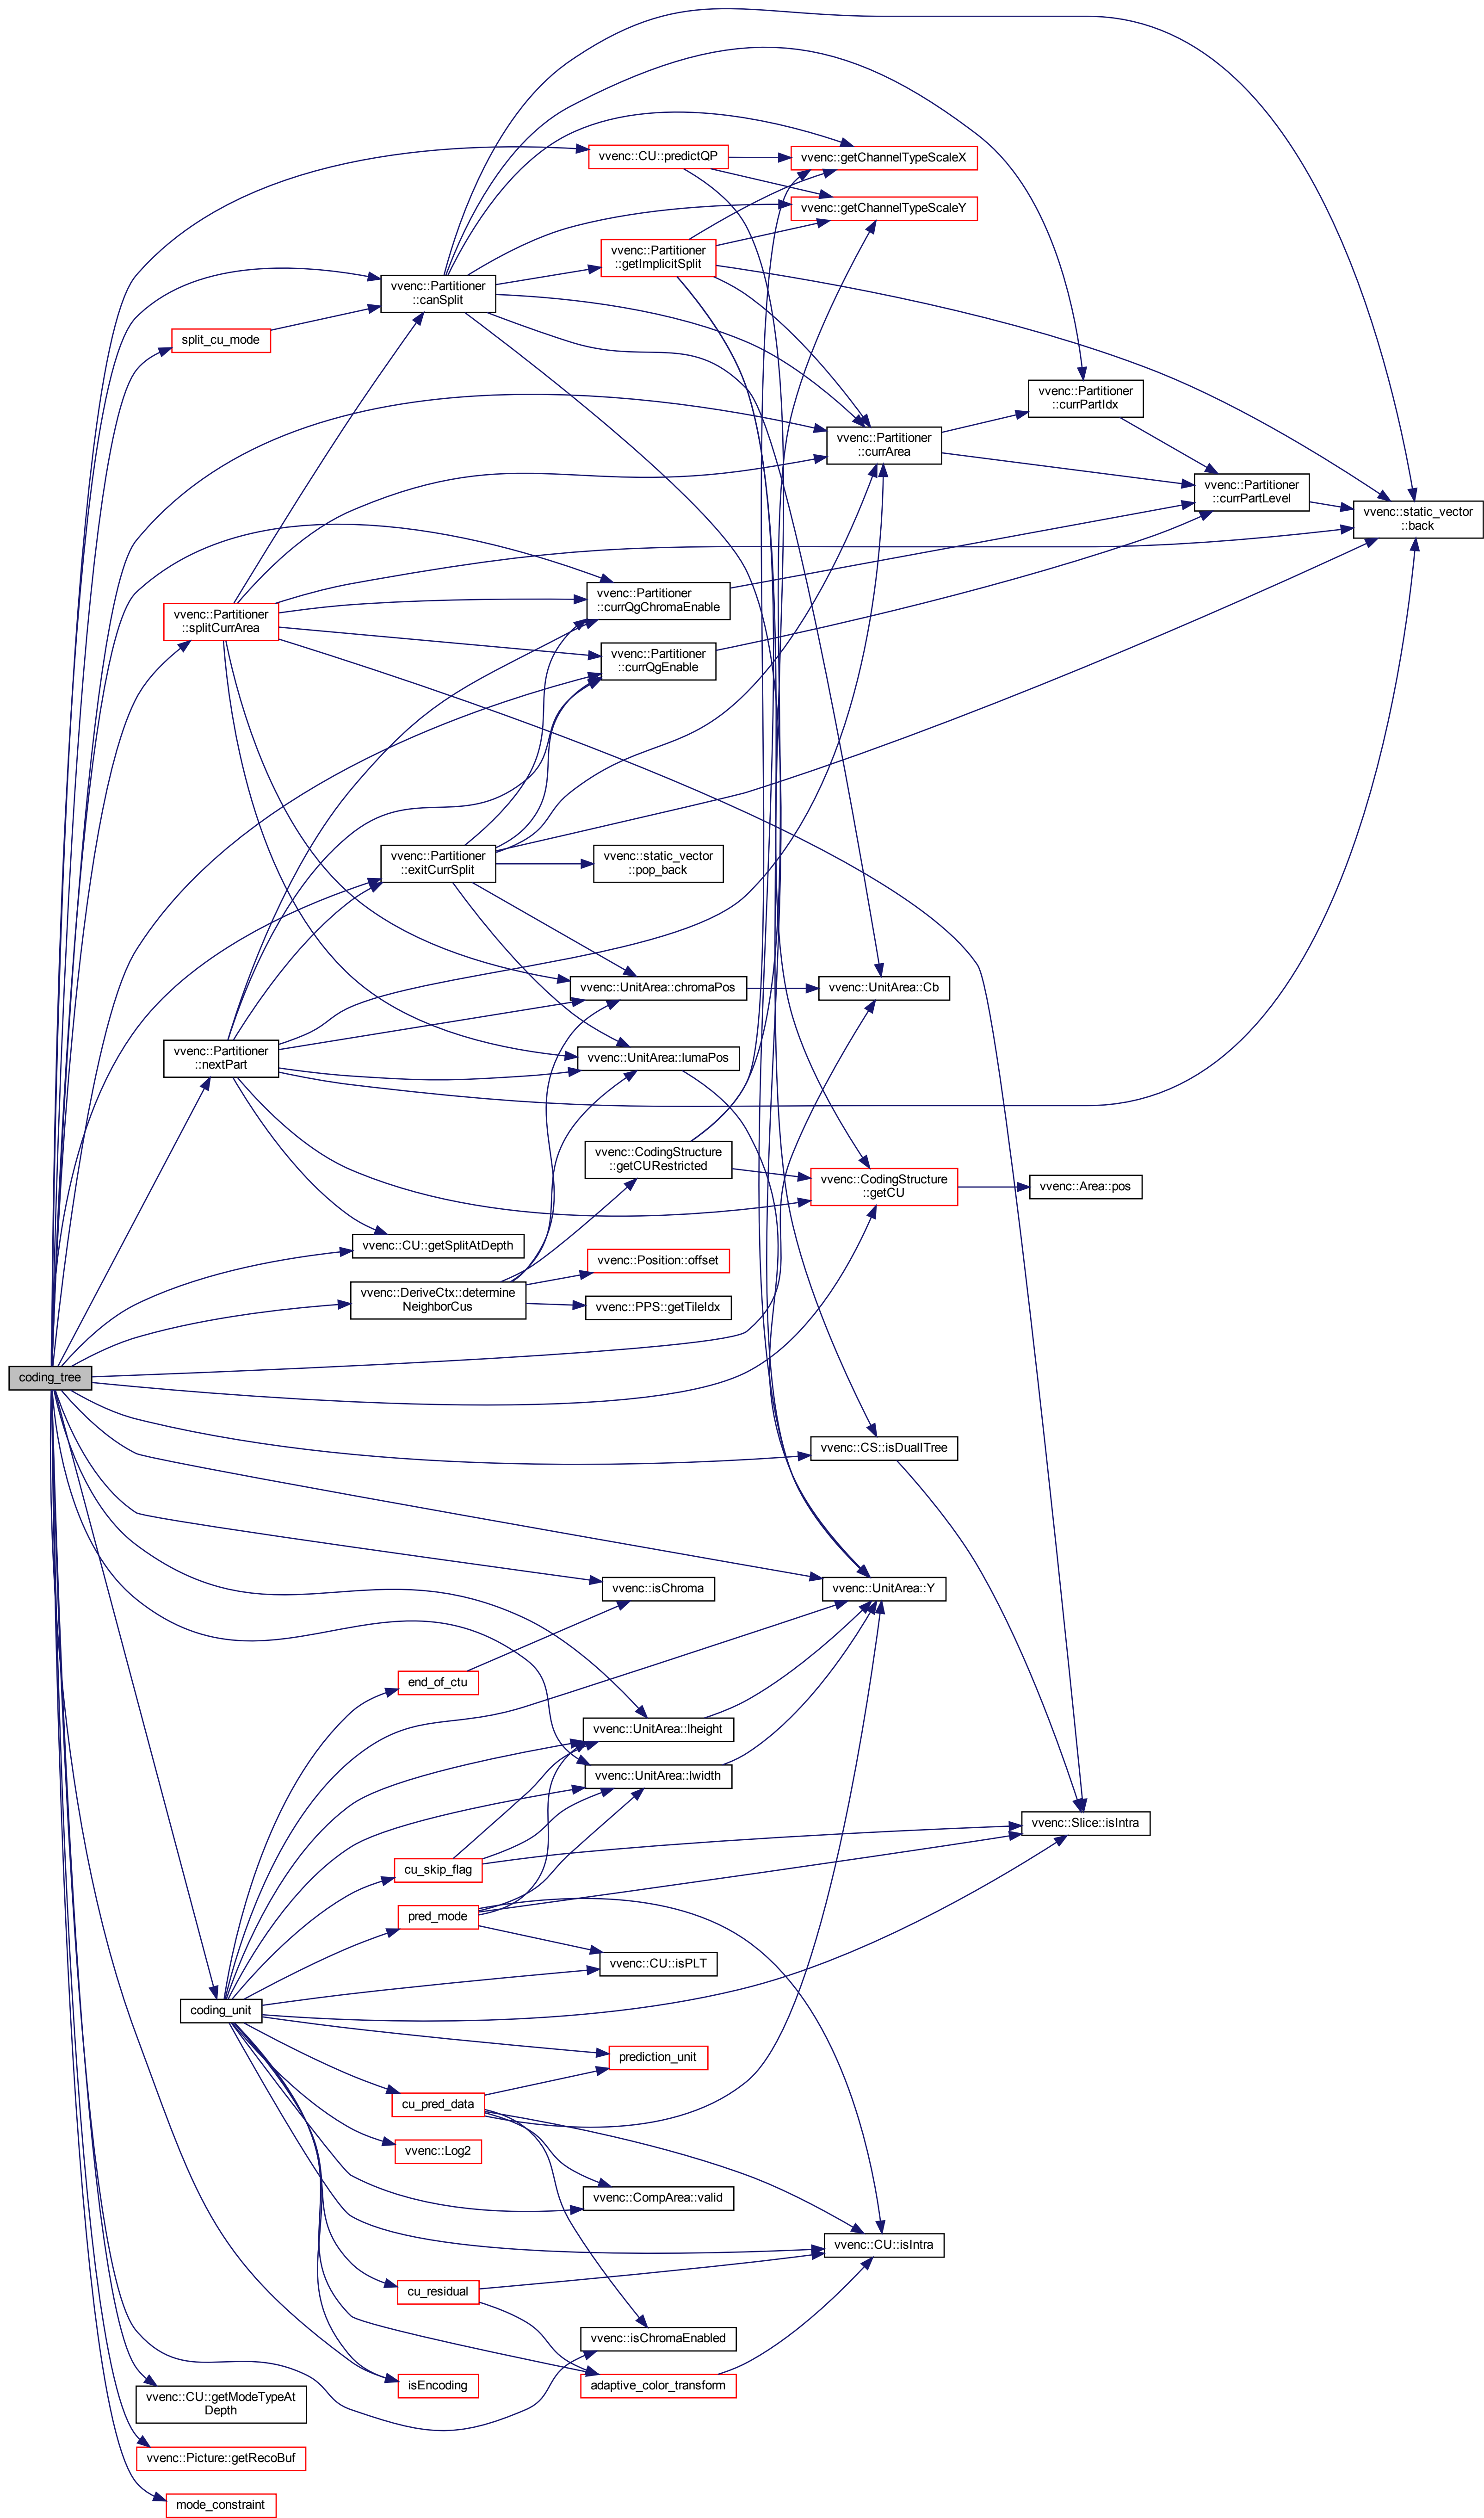 vvenc::CU::predictQP
vvenc::getChannelTypeScaleX
vvenc::getChannelTypeScaleY
vvenc::Partitioner
::getImplicitSplit
vvenc::Partitioner
::canSplit
split_cu_mode
vvenc::Partitioner
::currPartIdx
vvenc::Partitioner
::currArea
vvenc::Partitioner
::currPartLevel
vvenc::static_vector
::back
vvenc::Partitioner
::currQgChromaEnable
vvenc::Partitioner
::splitCurrArea
vvenc::Partitioner
::currQgEnable
vvenc::Partitioner
::exitCurrSplit
vvenc::static_vector
::pop_back
vvenc::UnitArea::chromaPos
vvenc::UnitArea::Cb
vvenc::Partitioner
::nextPart
vvenc::UnitArea::lumaPos
vvenc::CodingStructure
::getCURestricted
vvenc::CodingStructure
::getCU
vvenc::Area::pos
vvenc::CU::getSplitAtDepth
vvenc::Position::offset
vvenc::DeriveCtx::determine
NeighborCus
vvenc::PPS::getTileIdx
coding_tree
vvenc::CS::isDualITree
vvenc::isChroma
vvenc::UnitArea::Y
end_of_ctu
vvenc::UnitArea::lheight
vvenc::UnitArea::lwidth
vvenc::Slice::isIntra
cu_skip_flag
pred_mode
vvenc::CU::isPLT
coding_unit
prediction_unit
cu_pred_data
vvenc::Log2
vvenc::CompArea::valid
vvenc::CU::isIntra
cu_residual
vvenc::isChromaEnabled
isEncoding
adaptive_color_transform
vvenc::CU::getModeTypeAt
Depth
vvenc::Picture::getRecoBuf
mode_constraint